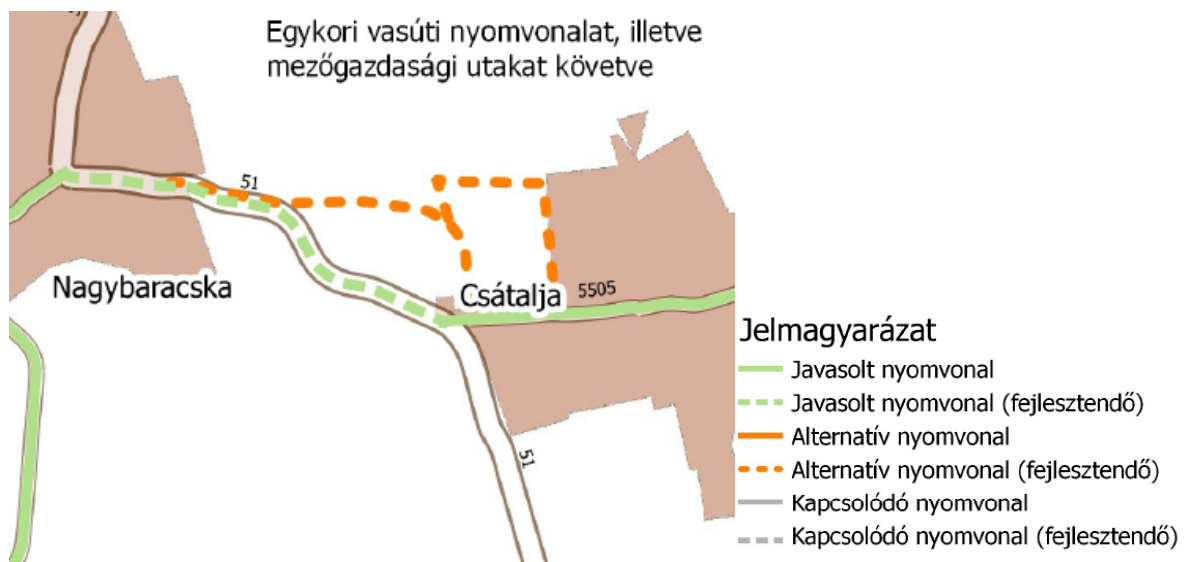 Egykori vasúti nyomvonalat, illetve
mezőgazdasági utakat követve
51
Nagybaracska
Csátalja
5505
51
Jelmagyarázat
Javasolt nyomvonal
Javasolt nyomvonal (fejlesztendő)
Alternatív nyomvonal
Alternatív nyomvonal (fejlesztendő)
Kapcsolódó nyomvonal
Kapcsolódó nyomvonal (fejlesztendő)